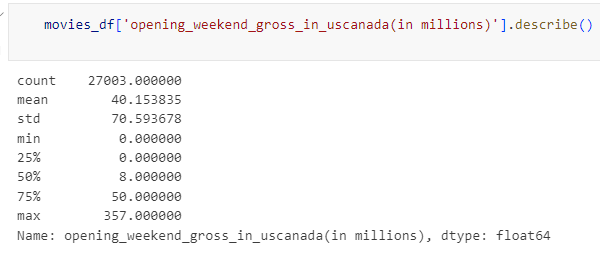 movies_df['opening_weekend_gross_in_uscanada(in millions)'].describe()
count    27003.000000
mean        40.153835
std         70.593678
min          0.000000
25%          0.000000
50%          8.000000
75%         50.000000
max        357.000000
Name: opening_weekend_gross_in_uscanada(in millions), dtype: float64